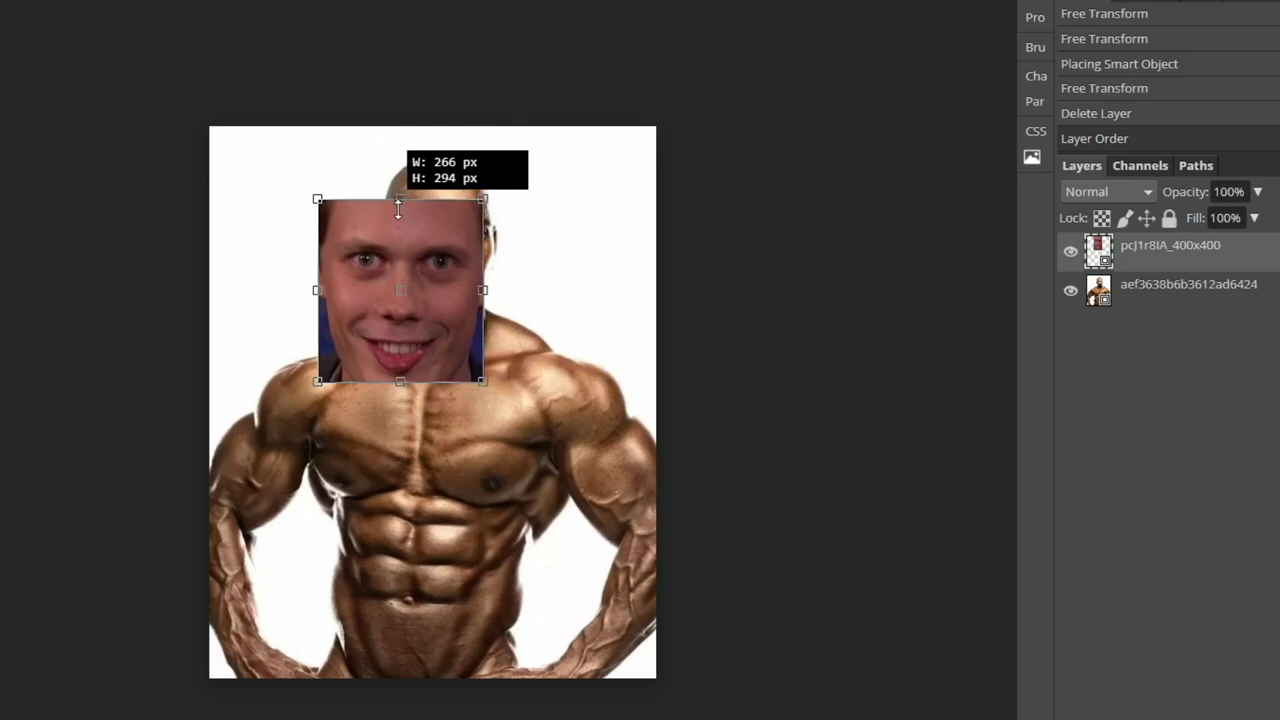 Pro
Free Transform
Bru
Free Transform
Placing Smart Object
Cha
Free Transform
Par
Delete Layer
CSS
Layer Order
Layers Channels Paths
Normal Opacity: 100%
Lock: Fill: 100%
pcJ1r8IA_400x400
aef3638b6b3612ad6424
W: 266 px
H: 294 px